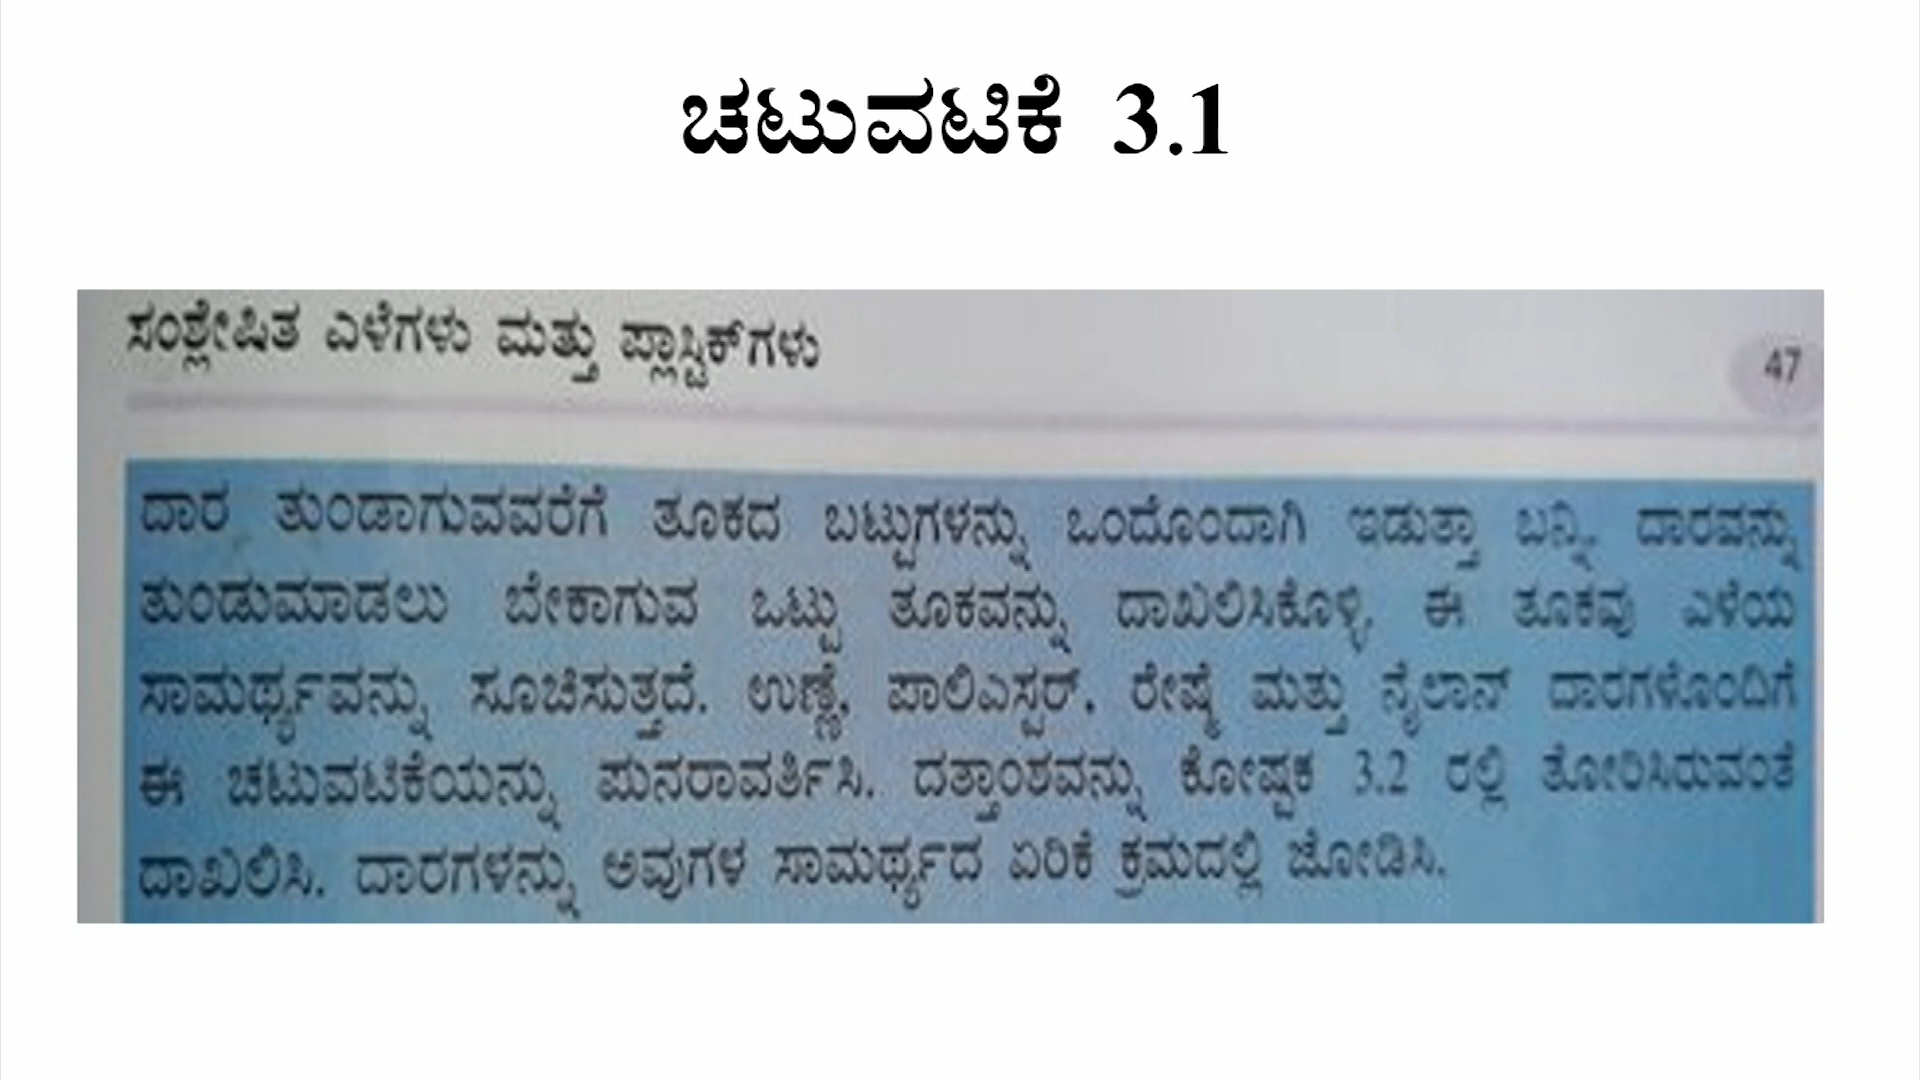 ಚಟುವಟಿಕೆ 3.1
ಸಂಶ್ಲೇಷಿತ ಎಳೆಗಳು ಮತ್ತು ಪ್ಲಾಸ್ಟಿಕ್‌ಗಳು
47
ದಾರ ತುಂಡಾಗುವವರೆಗೆ ತೂಕದ ಬಟ್ಟುಗಳನ್ನು ಒಂದೊಂದಾಗಿ ಇಡುತ್ತಾ ಬನ್ನಿ. ದಾರವನ್ನು
ತುಂಡುಮಾಡಲು ಬೇಕಾಗುವ ಒಟ್ಟು ತೂಕವನ್ನು ದಾಖಲಿಸಿಕೊಳ್ಳಿ. ಈ ತೂಕವು ಎಳೆಯ
ಸಾಮರ್ಥ್ಯವನ್ನು ಸೂಚಿಸುತ್ತದೆ. ಉಣ್ಣೆ, ಪಾಲಿಎಸ್ಟರ್, ರೇಷ್ಮೆ ಮತ್ತು ನೈಲಾನ್ ದಾರಗಳೊಂದಿಗೆ
ಈ ಚಟುವಟಿಕೆಯನ್ನು ಪುನರಾವರ್ತಿಸಿ. ದತ್ತಾಂಶವನ್ನು ಕೋಷ್ಟಕ 3.2 ರಲ್ಲಿ ತೋರಿಸಿರುವಂತೆ
ದಾಖಲಿಸಿ. ದಾರಗಳನ್ನು ಅವುಗಳ ಸಾಮರ್ಥ್ಯದ ಏರಿಕೆ ಕ್ರಮದಲ್ಲಿ ಜೋಡಿಸಿ.